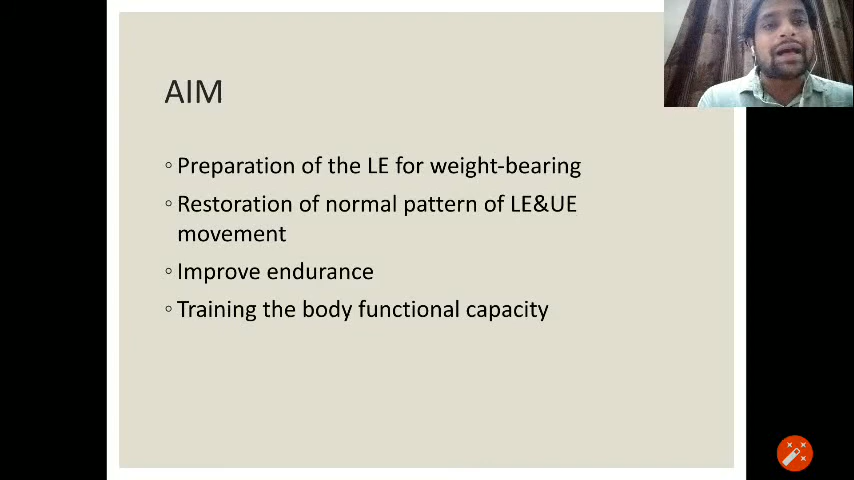 AIM
◦ Preparation of the LE for weight-bearing
◦ Restoration of normal pattern of LE&UE
movement
◦ Improve endurance
◦ Training the body functional capacity